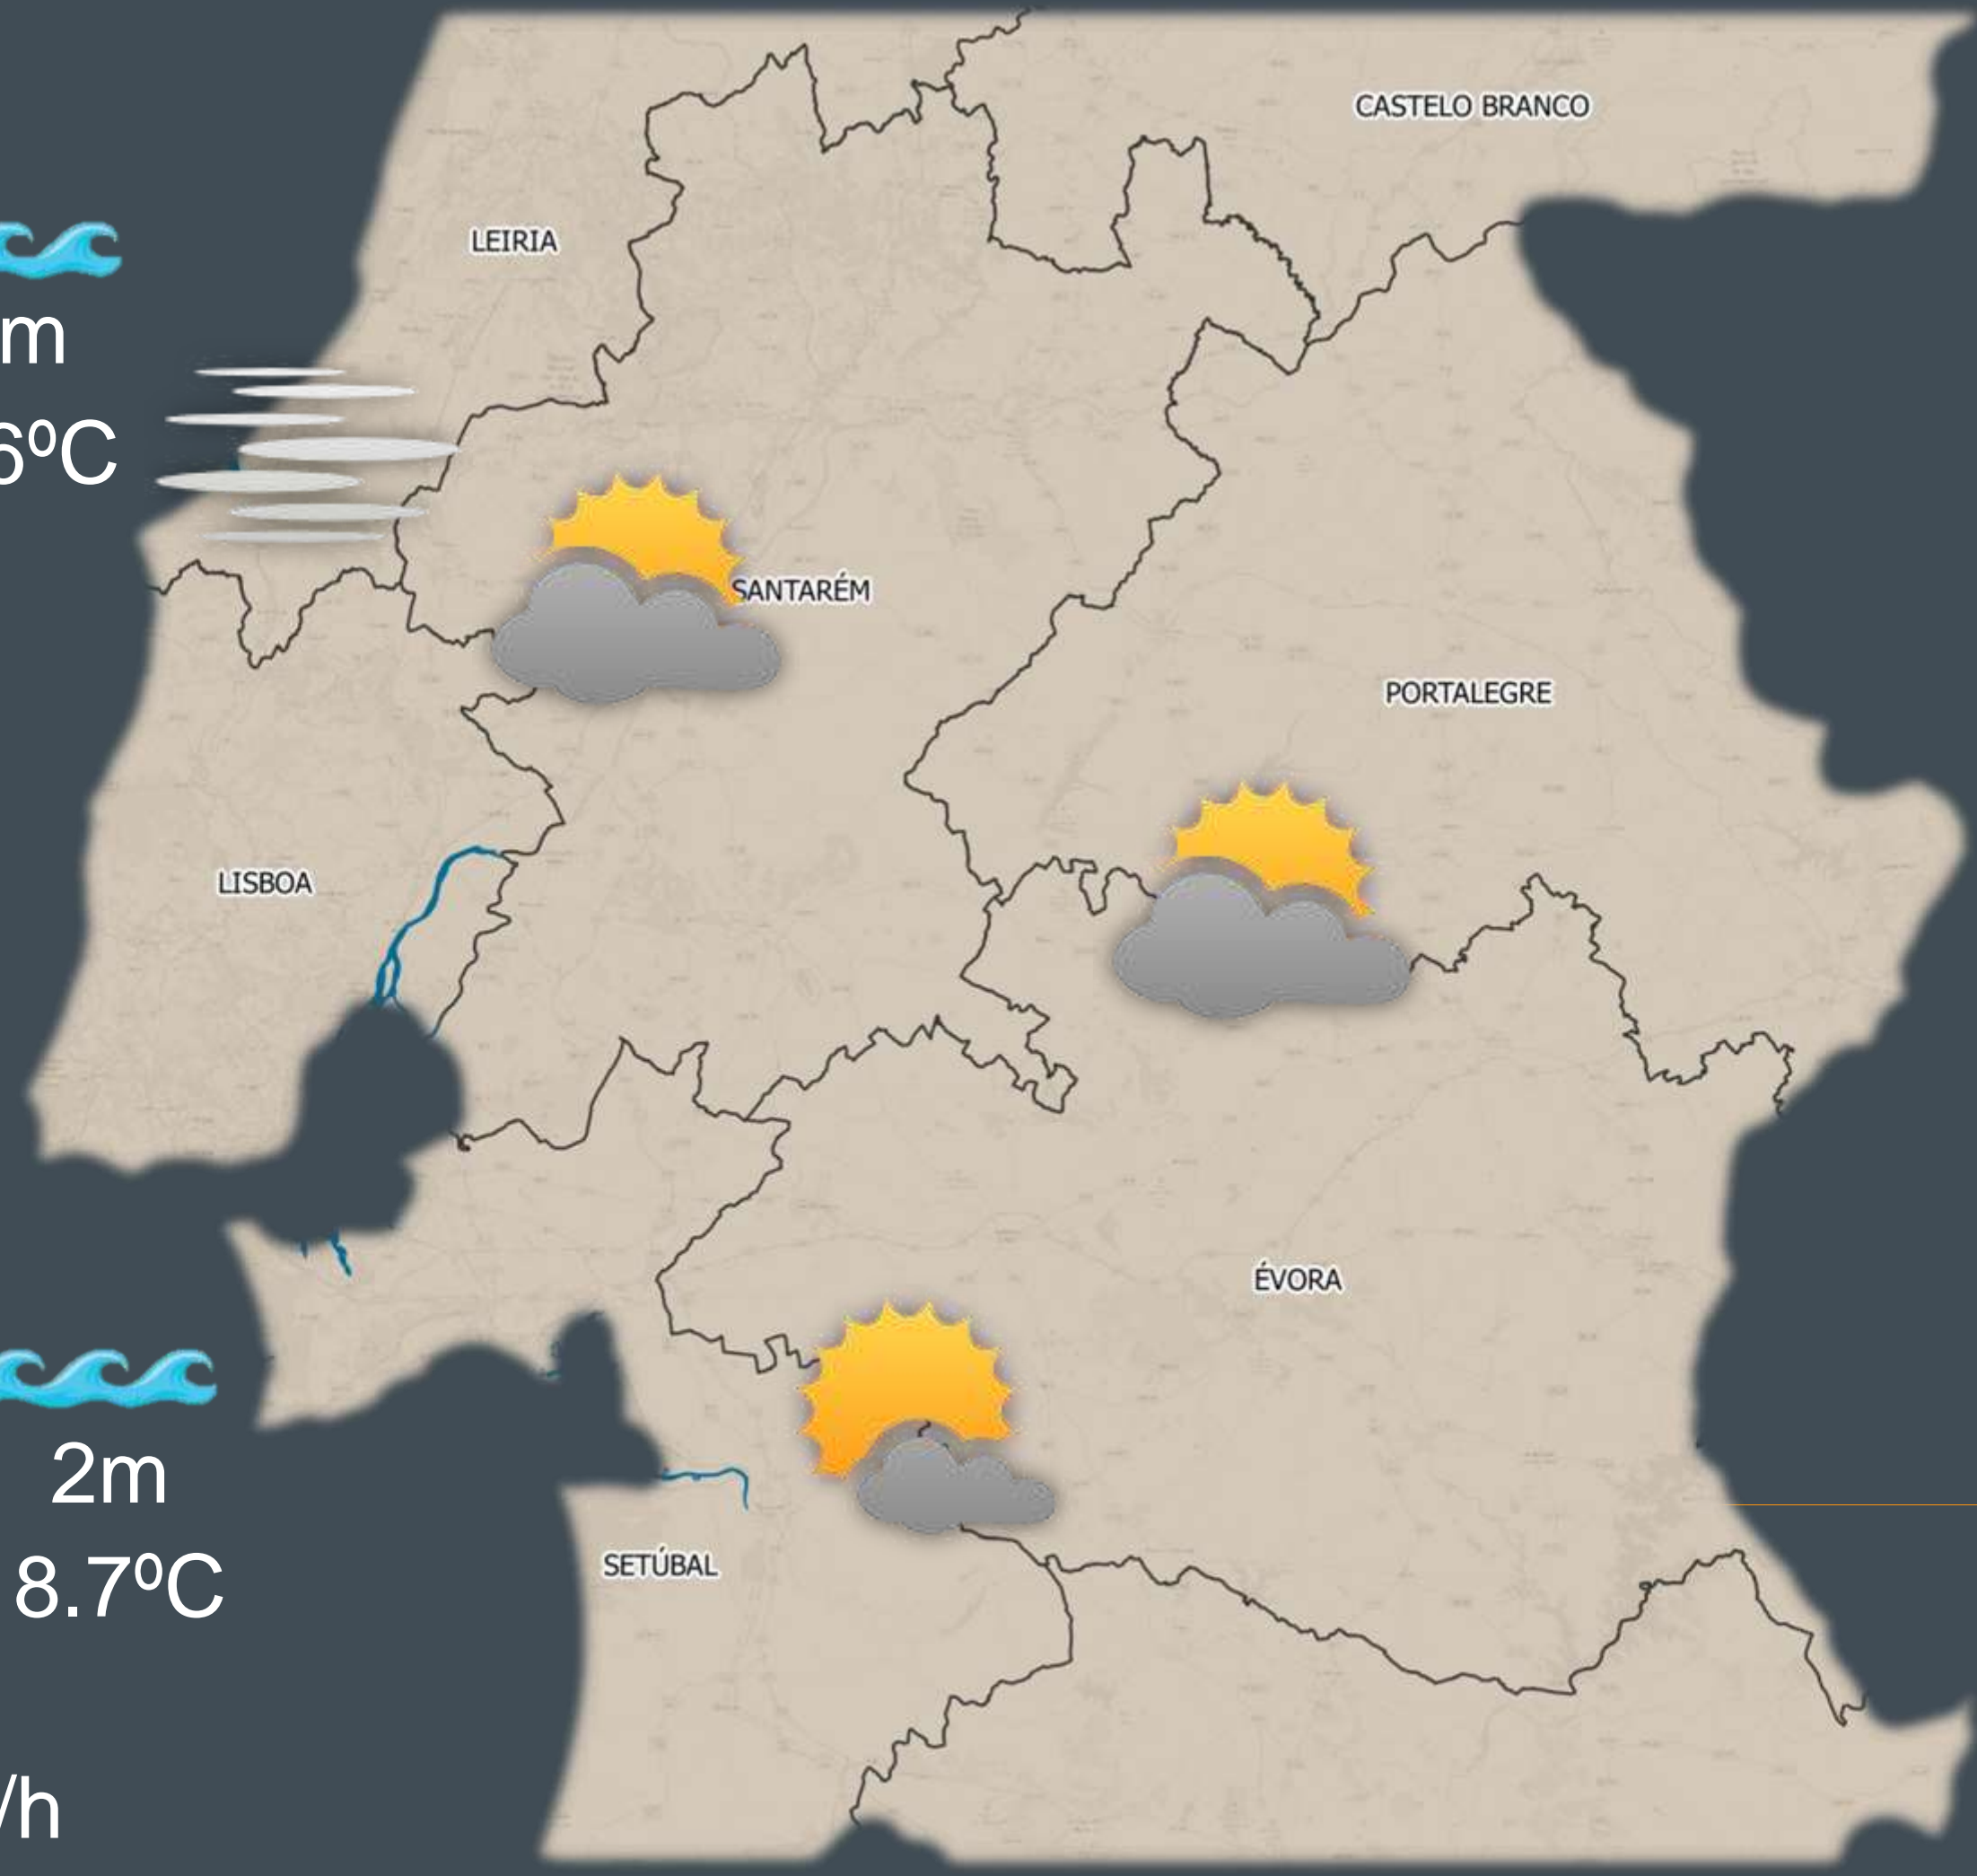 CASTELO BRANCO
LEIRIA
m
6ºC
SANTARÉM
PORTALEGRE
LISBOA
ÉVORA
2m
8.7ºC
SETÚBAL
/h